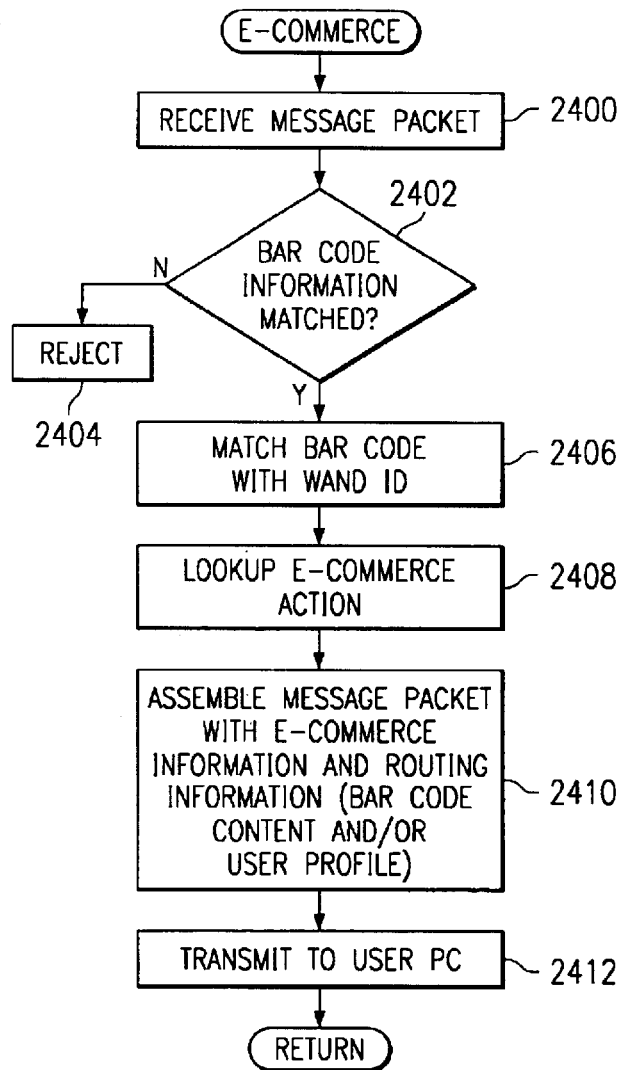 E-COMMERCE
RECEIVE MESSAGE PACKET
2400
2402
BAR CODE
INFORMATION
MATCHED?
N
REJECT
2404
Y
MATCH BAR CODE
WITH WAND ID
2406
LOOKUP E-COMMERCE
ACTION
2408
ASSEMBLE MESSAGE PACKET
WITH E-COMMERCE
INFORMATION AND ROUTING
INFORMATION (BAR CODE
CONTENT AND/OR
USER PROFILE)
2410
TRANSMIT TO USER PC
2412
RETURN